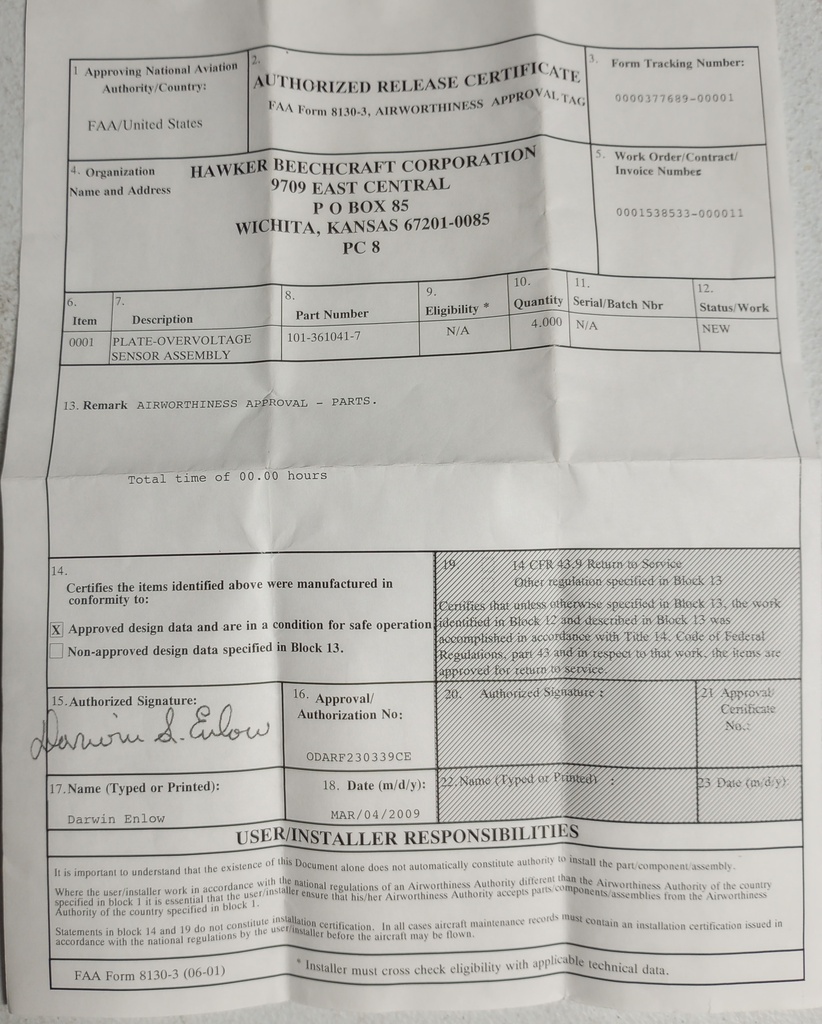 1 Approving National Aviation
Authority/Country:
FAA/United States
2.
AUTHORIZED RELEASE CERTIFICATE
FAA Form 8130-3, AIRWORTHINESS APPROVAL TAG
3. Form Tracking Number:
0000377689-00001
4. Organization
Name and Address
HAWKER BEECHCRAFT CORPORATION
9709 EAST CENTRAL
P O BOX 85
WICHITA, KANSAS 67201-0085
PC 8
5. Work Order/Contract/
Invoice Number
0001538533-000011
6.
Item
7.
Description
8.
Part Number
9.
Eligibility *
10.
Quantity
11.
Serial/Batch Nbr
12.
Status/Work
0001
PLATE-OVERVOLTAGE
SENSOR ASSEMBLY
101-361041-7
N/A
4.000
N/A
NEW
13. Remark AIRWORTHINESS APPROVAL - PARTS.
Total time of 00.00 hours
14.
Certifies the items identified above were manufactured in
conformity to:
X Approved design data and are in a condition for safe operation
Non-approved design data specified in Block 13.
19. 14 CFR 43.9 Return to Service
Other regulation specified in Block 13
Certifies that unless otherwise specified in Block 13, the work
identified in Block 12 and described in Block 13 was
accomplished in accordance with Title 14, Code of Federal
Regulations, part 43 and in respect to that work, the items are
approved for return to service.
15. Authorized Signature:
Darwin S. Enlow
16. Approval/
Authorization No:
ODARF230339CE
20. Authorized Signature :
21 Approval/
Certificate
No.:
17. Name (Typed or Printed):
Darwin Enlow
18. Date (m/d/y):
MAR/04/2009
22. Name (Typed or Printed) :
23 Date (m/d/y):
USER/INSTALLER RESPONSIBILITIES
It is important to understand that the existence of this Document alone does not automatically constitute authority to install the part/component/assembly.
Where the user/installer work in accordance with the national regulations of an Airworthiness Authority different than the Airworthiness Authority of the country
specified in block 1 it is essential that the user/installer ensure that his/her Airworthiness Authority accepts parts/components/assemblies from the Airworthiness
Authority of the country specified in block 1.
Statements in block 14 and 19 do not constitute installation certification. In all cases aircraft maintenance records must contain an installation certification issued in
accordance with the national regulations by the user/installer before the aircraft may be flown.
FAA Form 8130-3 (06-01)
* Installer must cross check eligibility with applicable technical data.